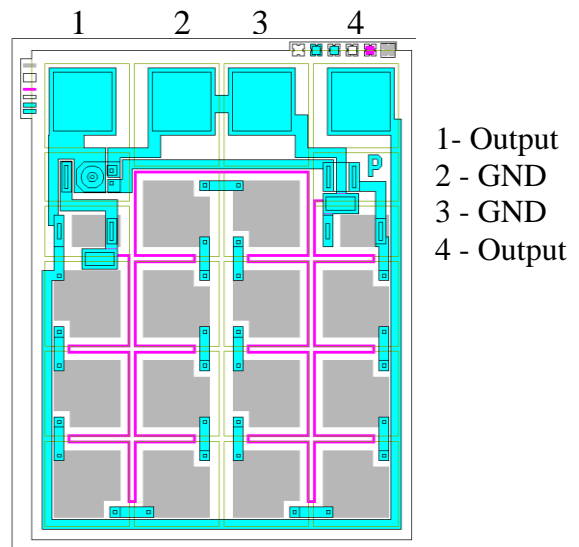 1 2 3 4
P
1- Output
2 - GND
3 - GND
4 - Output